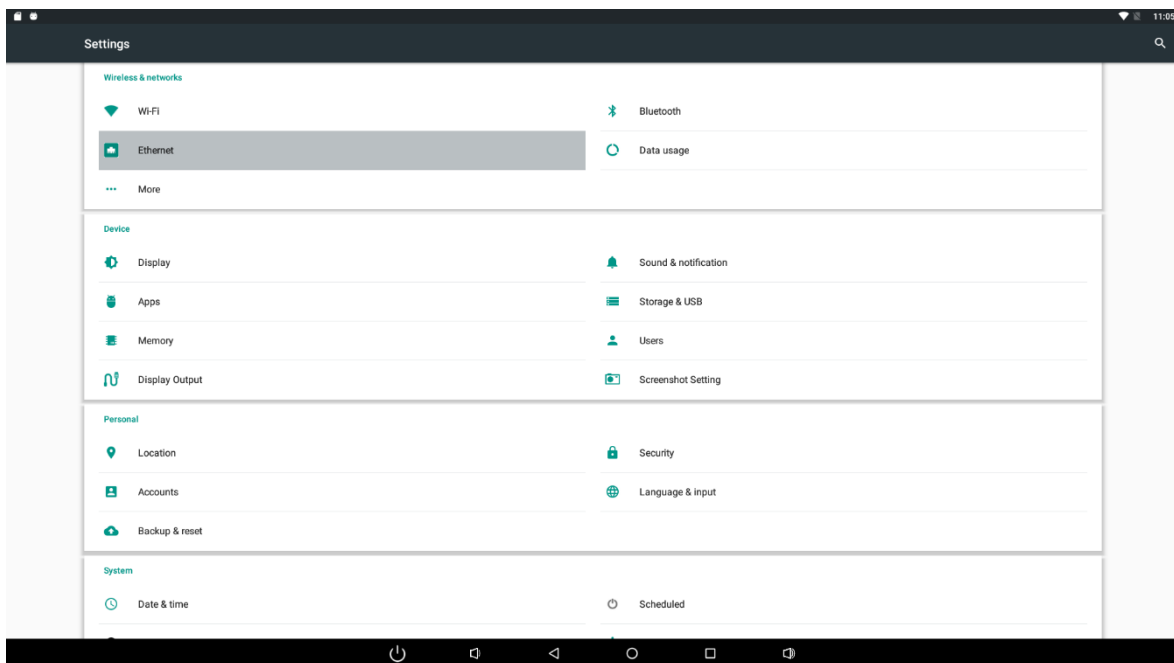 11:05
Settings
Wireless & networks
Wi-Fi
Bluetooth
Ethernet
Data usage
More
Device
Display
Sound & notification
Apps
Storage & USB
Memory
Users
Display Output
Screenshot Setting
Personal
Location
Security
Accounts
Language & input
Backup & reset
System
Date & time
Scheduled